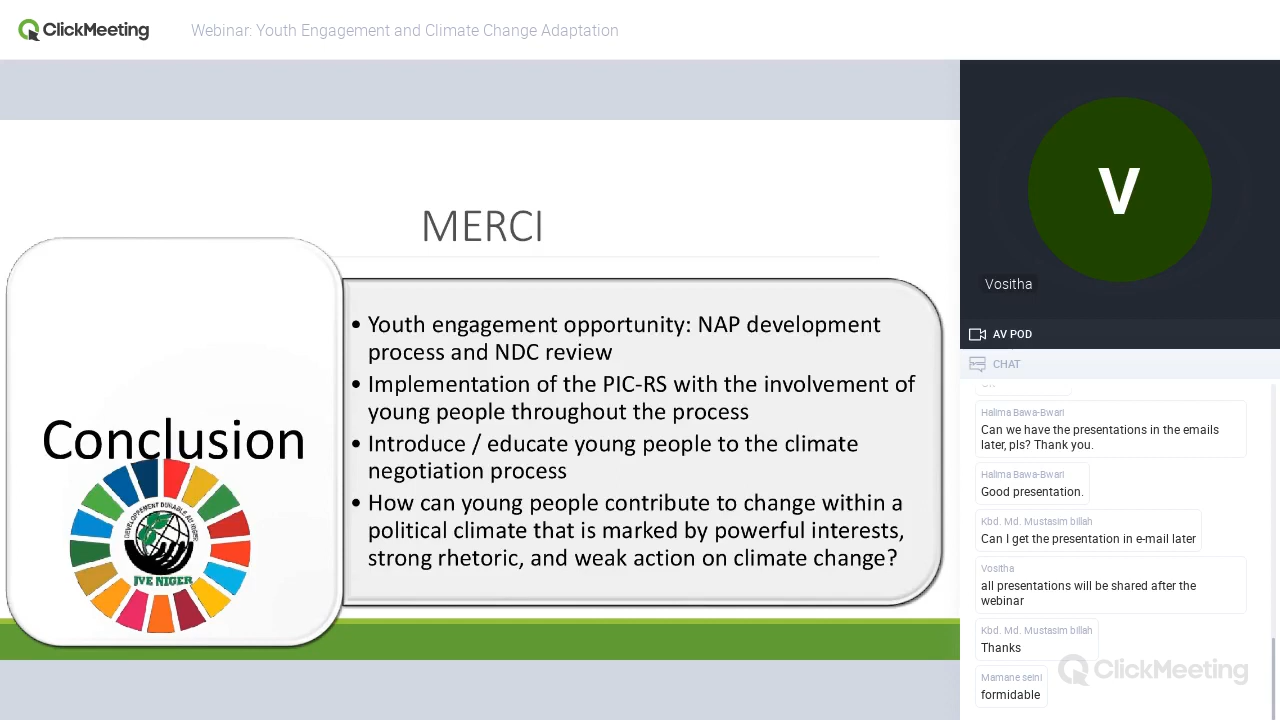 ClickMeeting
Webinar: Youth Engagement and Climate Change Adaptation
MERCI
Conclusion
DEVELOPPEMENT DURABLE AU NIGER
JVE NIGER
• Youth engagement opportunity: NAP development
process and NDC review
• Implementation of the PIC-RS with the involvement of
young people throughout the process
• Introduce / educate young people to the climate
negotiation process
• How can young people contribute to change within a
political climate that is marked by powerful interests,
strong rhetoric, and weak action on climate change?
V
Vositha
AV POD
CHAT
Halima Bawa-Bwari
Can we have the presentations in the emails
later, pls? Thank you.
Halima Bawa-Bwari
Good presentation.
Kbd. Md. Mustasim billah
Can I get the presentation in e-mail later
Vositha
all presentations will be shared after the
webinar
Kbd. Md. Mustasim billah
Thanks
Mamane seini
formidable
ClickMeeting